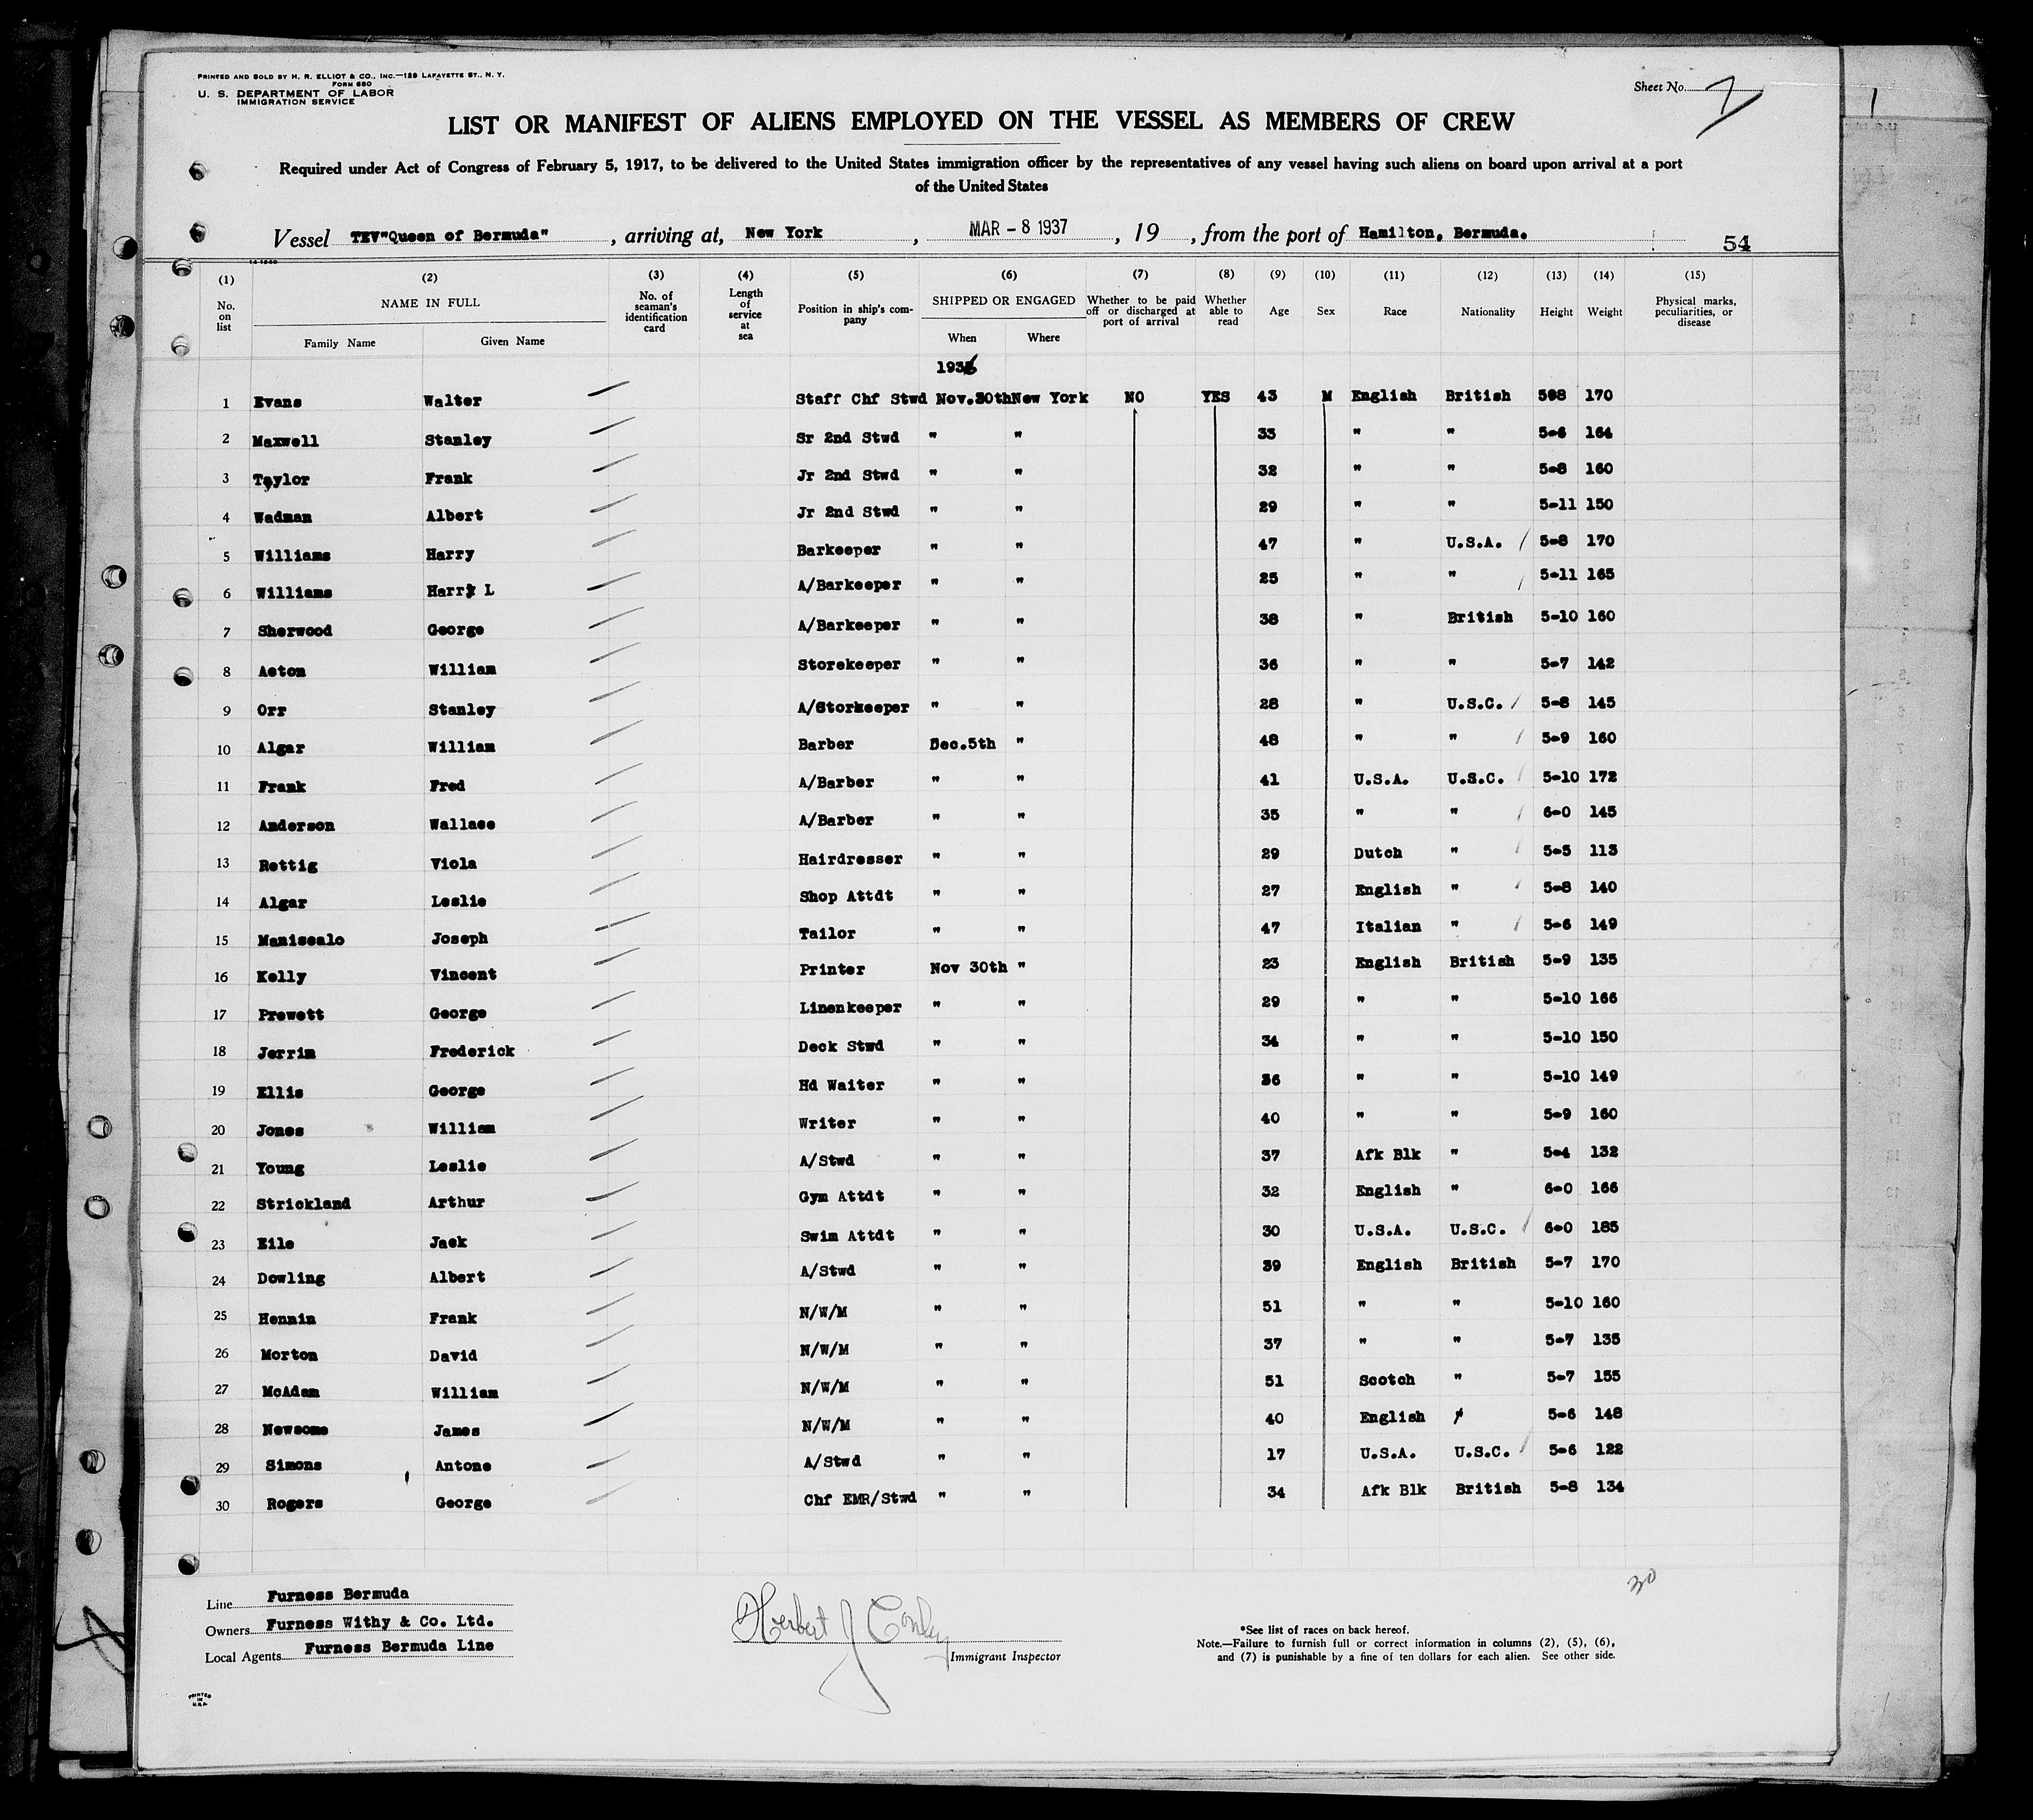 PRINTED AND SOLD BY H. R. ELLIOT & CO., INC.—129 LAFAYETTE ST., N. Y.
FORM 680
U. S. DEPARTMENT OF LABOR
IMMIGRATION SERVICE
Sheet No. 2
LIST OR MANIFEST OF ALIENS EMPLOYED ON THE VESSEL AS MEMBERS OF CREW
Required under Act of Congress of February 5, 1917, to be delivered to the United States immigration officer by the representatives of any vessel having such aliens on board upon arrival at a port
of the United States
Vessel TEV"Queen of Bermuda", arriving at, New York, MAR - 8 1937, 19 , from the port of Hamilton, Bermuda. 54
(1) (2) (3) (4) (5) (6) (7) (8) (9) (10) (11) (12) (13) (14) (15)
No. on list NAME IN FULL Family Name Given Name No. of seaman's identification card Length of service at sea Position in ship's company SHIPPED OR ENGAGED When Where Whether to be paid off or discharged at port of arrival Whether able to read Age Sex Race Nationality Height Weight Physical marks, peculiarities, or disease
1936
1 Evans Walter Staff Chf Stwd Nov.30th New York NO YES 43 M English British 508 170
2 Maxwell Stanley Sr 2nd Stwd " " 33 " " 5-6 164
3 Taylor Frank Jr 2nd Stwd " " 32 " " 5-8 160
4 Wadman Albert Jr 2nd Stwd " " 29 " " 5-11 150
5 Williams Harry Barkeeper " " 47 " U.S.A. 5-8 170
6 Williams Harry L A/Barkeeper " " 25 " " 5-11 165
7 Sherwood George A/Barkeeper " " 38 " British 5-10 160
8 Aston William Storekeeper " " 36 " " 5-7 142
9 Orr Stanley A/Storkeeper " " 28 " U.S.C. 5-8 145
10 Algar William Barber Dec.5th " 48 " " 5-9 160
11 Frank Fred A/Barber " " 41 U.S.A. U.S.C. 5-10 172
12 Anderson Wallace A/Barber " " 35 " " 6-0 145
13 Rettig Viola Hairdresser " " 29 Dutch " 5-5 113
14 Algar Leslie Shop Attdt " " 27 English " 5-8 140
15 Maniscalo Joseph Tailor " " 47 Italian " 5-6 149
16 Kelly Vincent Printer Nov 30th " 23 English British 5-9 135
17 Prewett George Linenkeeper " " 29 " " 5-10 166
18 Jerrim Frederick Deck Stwd " " 34 " " 5-10 150
19 Ellis George Hd Waiter " " 36 " " 5-10 149
20 Jones William Writer " " 40 " " 5-9 160
21 Young Leslie A/Stwd " " 37 Afk Blk " 5-4 132
22 Strickland Arthur Gym Attdt " " 32 English " 6-0 166
23 Eile Jack Swim Attdt " " 30 U.S.A. U.S.C. 6-0 185
24 Dowling Albert A/Stwd " " 39 English British 5-7 170
25 Hennin Frank N/W/M " " 51 " " 5-10 160
26 Morton David N/W/M " " 37 " " 5-7 135
27 McAdam William N/W/M " " 51 Scotch " 5-7 155
28 Newsome James N/W/M " " 40 English " 5-6 148
29 Simons Antone A/Stwd " " 17 U.S.A. U.S.C. 5-6 122
30 Rogers George Chf EMR/Stwd " " 34 Afk Blk British 5-8 134
30
Line Furness Bermuda
Owners Furness Withy & Co. Ltd.
Local Agents Furness Bermuda Line
Herbert J Conley
Immigrant Inspector
*See list of races on back hereof.
Note.—Failure to furnish full or correct information in columns (2), (5), (6),
and (7) is punishable by a fine of ten dollars for each alien. See other side.
PRINTED
IN
U.S.A.